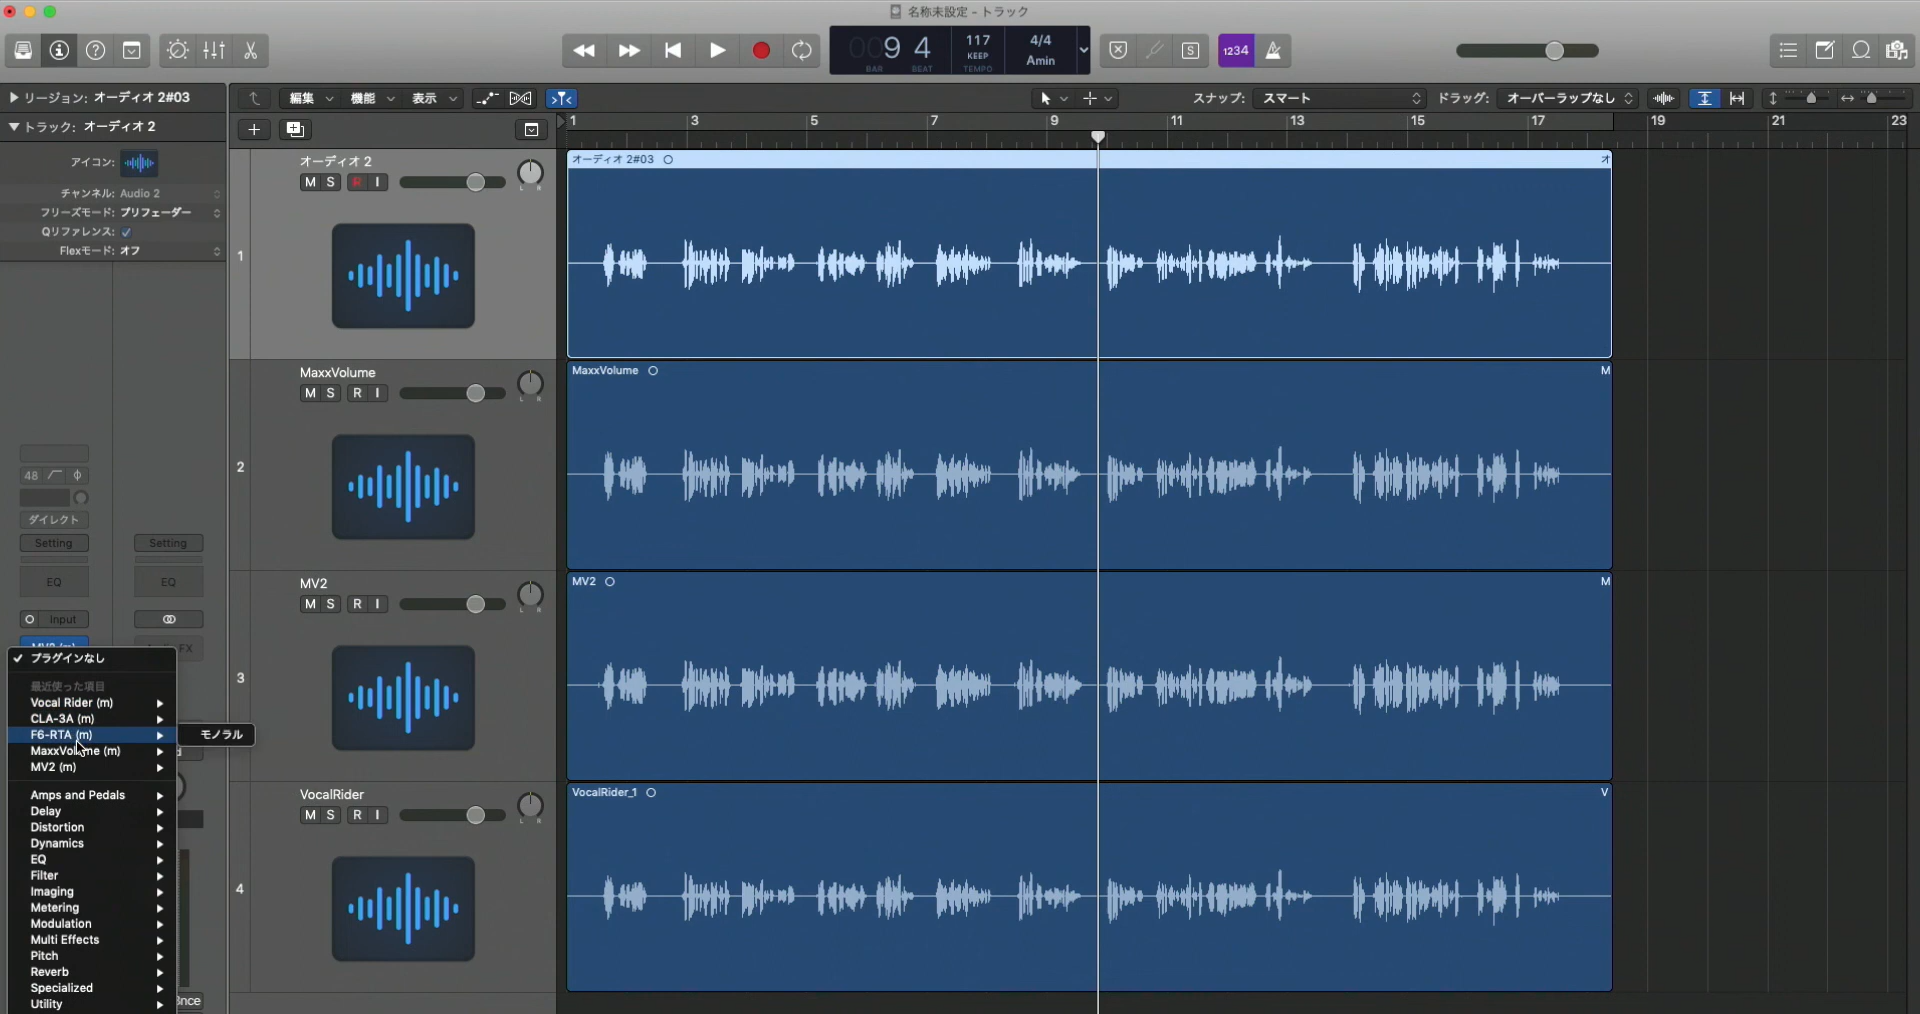 名称未設定 - トラック
009 4
BAR BEAT
117
KEEP
TEMPO
4/4
Amin
S
1234
リージョン: オーディオ 2#03
編集
機能
表示
スナップ: スマート
ドラッグ: オーバーラップなし
トラック: オーディオ 2
1 3 5 7 9 11 13 15 17 19 21 23
アイコン:
チャンネル: Audio 2
フリーズモード: プリフェーダー
Qリファレンス:
Flexモード: オフ
1
オーディオ 2
M S R I
L R
オーディオ 2#03
オ
2
MaxxVolume
M S R I
L R
MaxxVolume
M
3
MV2
M S R I
L R
MV2
M
4
VocalRider
M S R I
L R
VocalRider_1
V
48
ダイレクト
Setting
Setting
EQ
EQ
Input
MV2 (m)
FX
プラグインなし
最近使った項目
Vocal Rider (m)
CLA-3A (m)
F6-RTA (m)
モノラル
MaxxVolume (m)
MV2 (m)
Amps and Pedals
Delay
Distortion
Dynamics
EQ
Filter
Imaging
Metering
Modulation
Multi Effects
Pitch
Reverb
Specialized
Utility
3nce